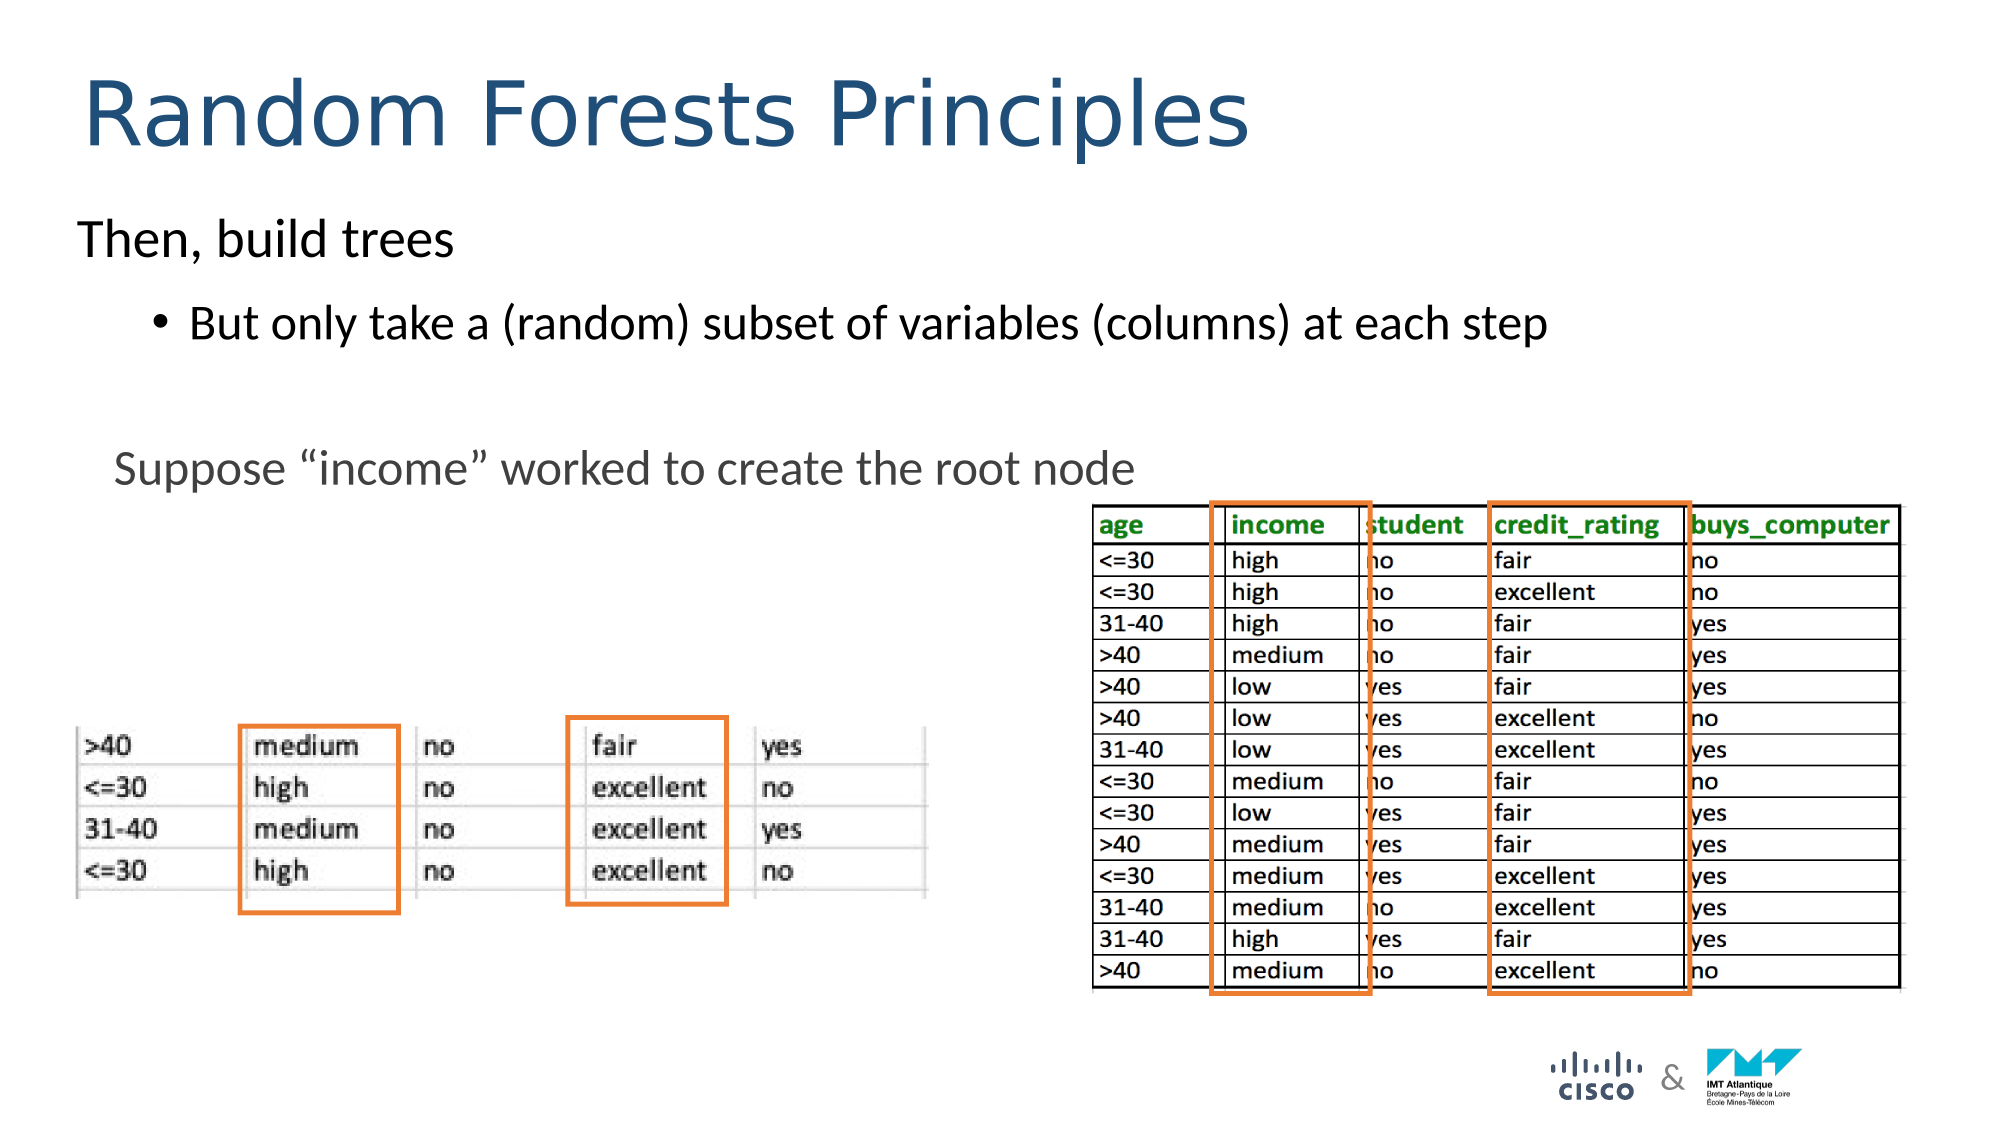 Random Forests Principles
Then, build trees
• But only take a (random) subset of variables (columns) at each step
Suppose “income” worked to create the root node
age income student credit_rating buys_computer
<=30 high no fair no
<=30 high no excellent no
31-40 high no fair yes
>40 medium no fair yes
>40 low yes fair yes
>40 low yes excellent no
31-40 low yes excellent yes
<=30 medium no fair no
<=30 low yes fair yes
>40 medium yes fair yes
<=30 medium yes excellent yes
31-40 medium no excellent yes
31-40 high yes fair yes
>40 medium no excellent no
>40 medium no fair yes
<=30 high no excellent no
31-40 medium no excellent yes
<=30 high no excellent no
CISCO & IMT Atlantique
Bretagne-Pays de la Loire
École Mines-Télécom